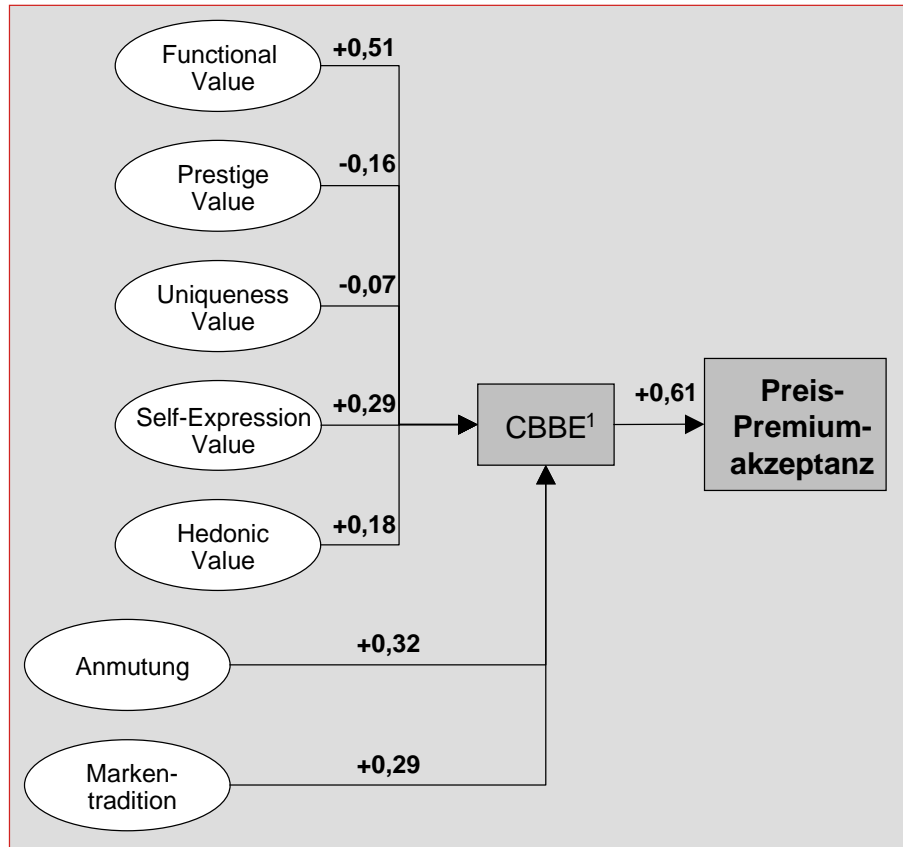 Functional
Value
+0,51
Prestige
Value
-0,16
Uniqueness
Value
-0,07
Self-Expression
Value
+0,29
Hedonic
Value
+0,18
Anmutung
+0,32
Marken-
tradition
+0,29
CBBE¹
+0,61
Preis-
Premium-
akzeptanz